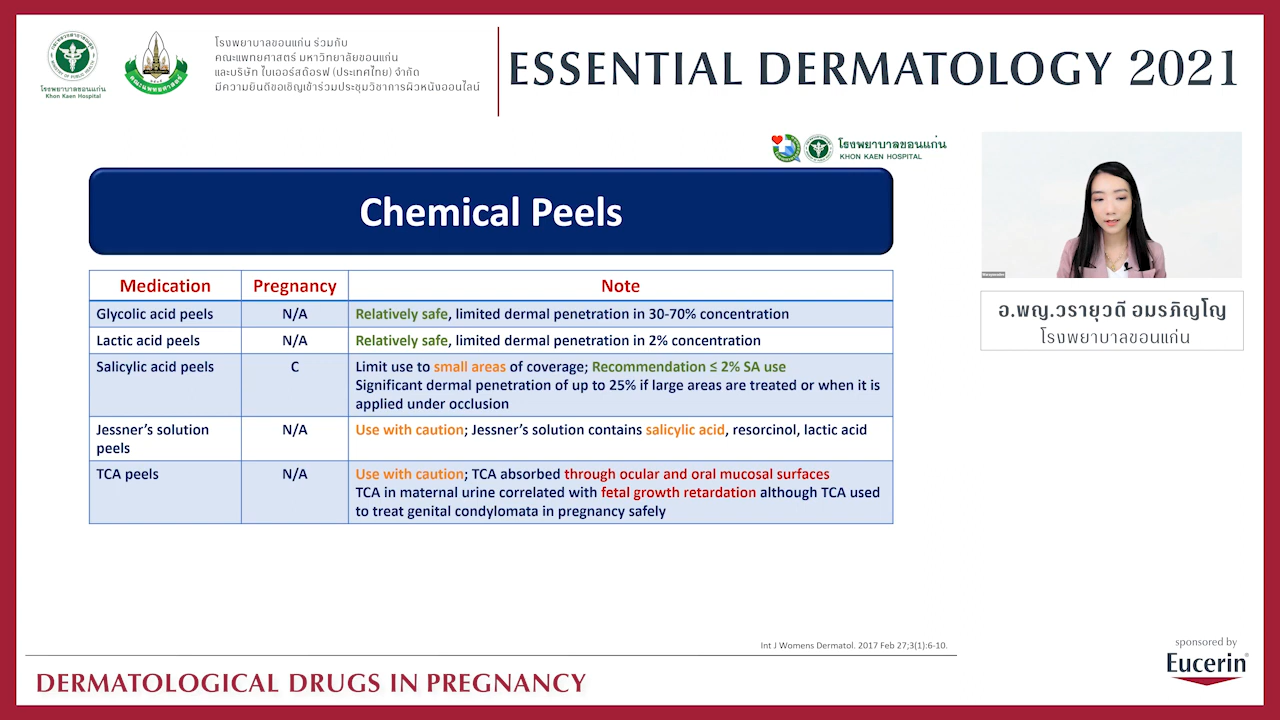 โรงพยาบาลขอนแก่น
Khon Kaen Hospital
โรงพยาบาลขอนแก่น ร่วมกับ
คณะแพทยศาสตร์ มหาวิทยาลัยขอนแก่น
และบริษัท ไบเออร์สด๊อรฟ (ประเทศไทย) จำกัด
มีความยินดีขอเชิญเข้าร่วมประชุมวิชาการผิวหนังออนไลน์
ESSENTIAL DERMATOLOGY 2021
โรงพยาบาลขอนแก่น
KHON KAEN HOSPITAL
Chemical Peels
Medication Pregnancy Note
Glycolic acid peels N/A Relatively safe, limited dermal penetration in 30-70% concentration
Lactic acid peels N/A Relatively safe, limited dermal penetration in 2% concentration
Salicylic acid peels C Limit use to small areas of coverage; Recommendation ≤ 2% SA use
Significant dermal penetration of up to 25% if large areas are treated or when it is
applied under occlusion
Jessner’s solution N/A Use with caution; Jessner’s solution contains salicylic acid, resorcinol, lactic acid
peels
TCA peels N/A Use with caution; TCA absorbed through ocular and oral mucosal surfaces
TCA in maternal urine correlated with fetal growth retardation although TCA used
to treat genital condylomata in pregnancy safely
อ.พญ.วรายุวดี อมรภิญโญ
โรงพยาบาลขอนแก่น
Int J Womens Dermatol. 2017 Feb 27;3(1):6-10.
sponsored by
Eucerin®
DERMATOLOGICAL DRUGS IN PREGNANCY